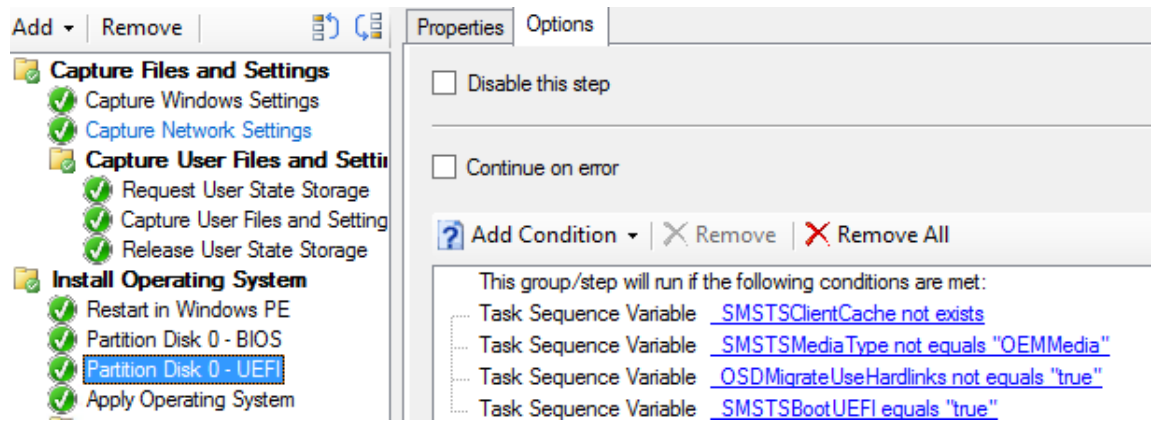 Add Remove
Properties Options
Capture Files and Settings
Capture Windows Settings
Capture Network Settings
Capture User Files and Settin
Request User State Storage
Capture User Files and Setting
Release User State Storage
Install Operating System
Restart in Windows PE
Partition Disk 0 - BIOS
Partition Disk 0 - UEFI
Apply Operating System
Disable this step
Continue on error
Add Condition Remove Remove All
This group/step will run if the following conditions are met:
Task Sequence Variable _SMSTSClientCache not exists
Task Sequence Variable _SMSTSMediaType not equals "OEMMedia"
Task Sequence Variable _OSDMigrateUseHardlinks not equals "true"
Task Sequence Variable _SMSTSBootUEFI equals "true"